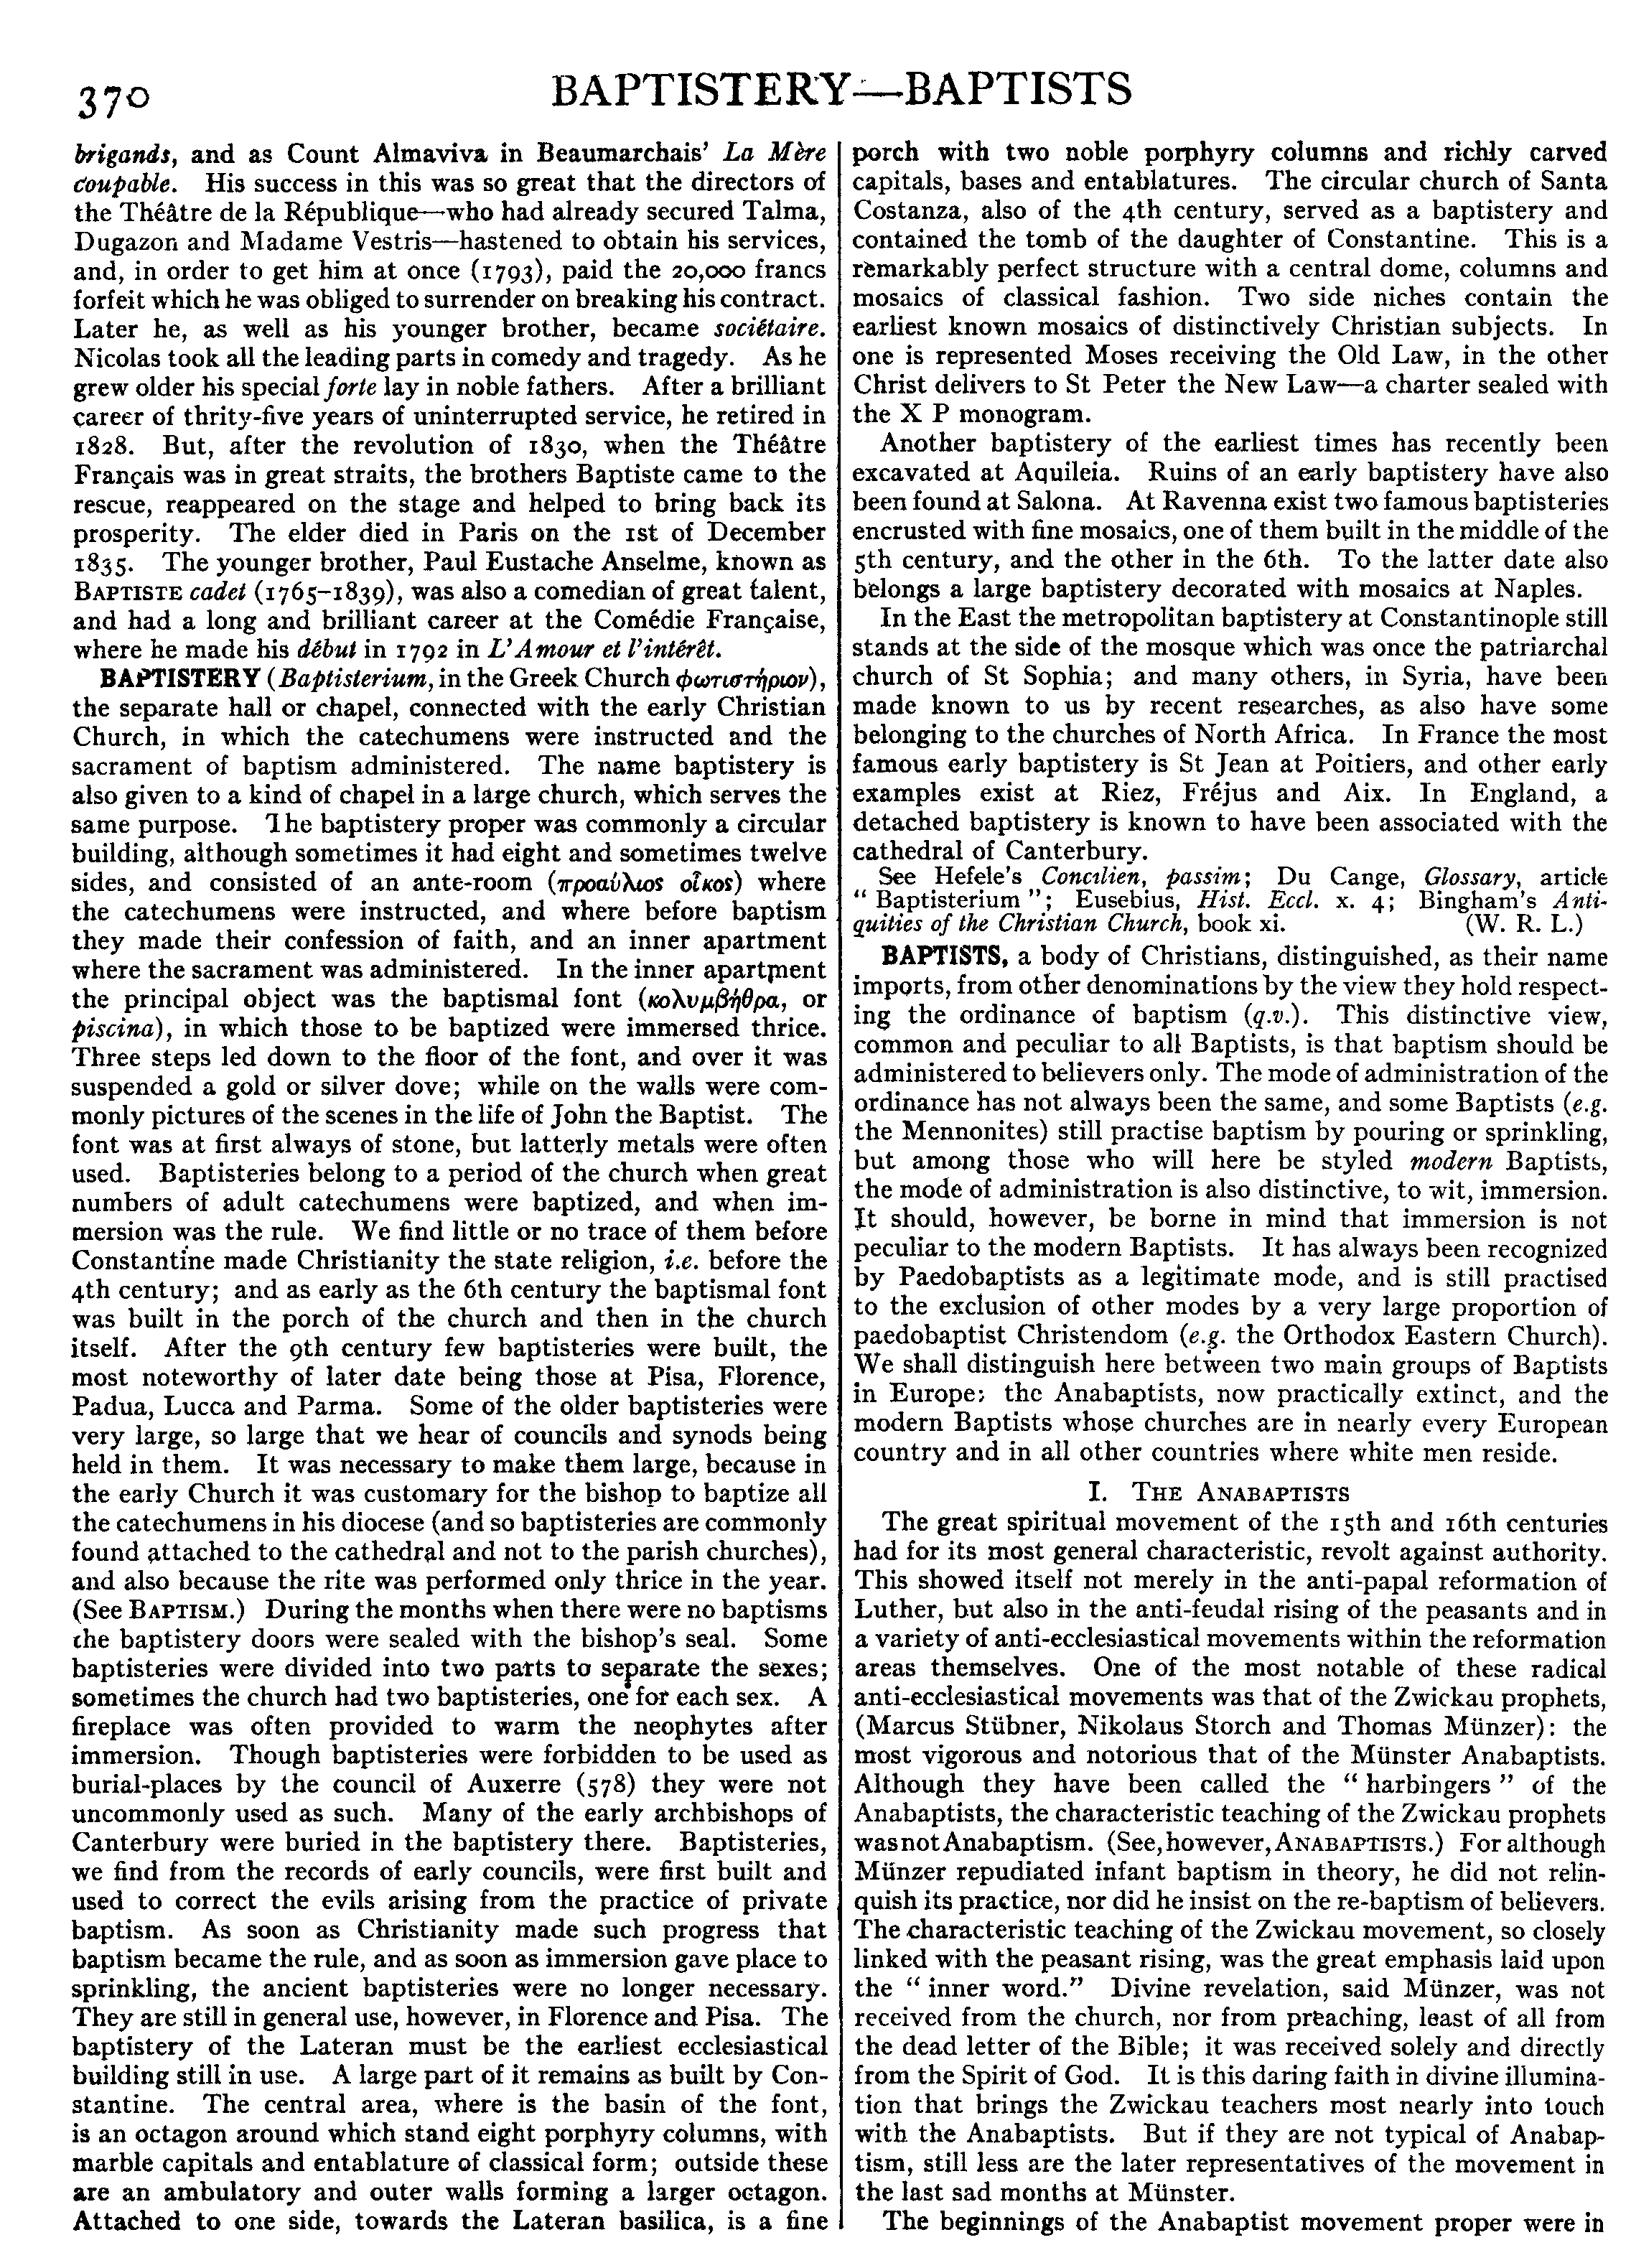 370
BAPTISTERY—BAPTISTS
brigands, and as Count Almaviva in Beaumarchais' La Mère
coupable. His success in this was so great that the directors of
the Théâtre de la République—who had already secured Talma,
Dugazon and Madame Vestris—hastened to obtain his services,
and, in order to get him at once (1793), paid the 20,000 francs
forfeit which he was obliged to surrender on breaking his contract.
Later he, as well as his younger brother, became sociétaire.
Nicolas took all the leading parts in comedy and tragedy. As he
grew older his special forte lay in noble fathers. After a brilliant
career of thrity-five years of uninterrupted service, he retired in
1828. But, after the revolution of 1830, when the Théâtre
Français was in great straits, the brothers Baptiste came to the
rescue, reappeared on the stage and helped to bring back its
prosperity. The elder died in Paris on the 1st of December
1835. The younger brother, Paul Eustache Anselme, known as
BAPTISTE cadet (1765-1839), was also a comedian of great talent,
and had a long and brilliant career at the Comédie Française,
where he made his début in 1792 in L'Amour et l'intérêt.
BAPTISTERY (Baptisterium, in the Greek Church φωτιστήριον),
the separate hall or chapel, connected with the early Christian
Church, in which the catechumens were instructed and the
sacrament of baptism administered. The name baptistery is
also given to a kind of chapel in a large church, which serves the
same purpose. The baptistery proper was commonly a circular
building, although sometimes it had eight and sometimes twelve
sides, and consisted of an ante-room (προαύλιος οἶκος) where
the catechumens were instructed, and where before baptism
they made their confession of faith, and an inner apartment
where the sacrament was administered. In the inner apartment
the principal object was the baptismal font (κολυμβήθρα, or
piscina), in which those to be baptized were immersed thrice.
Three steps led down to the floor of the font, and over it was
suspended a gold or silver dove; while on the walls were com-
monly pictures of the scenes in the life of John the Baptist. The
font was at first always of stone, but latterly metals were often
used. Baptisteries belong to a period of the church when great
numbers of adult catechumens were baptized, and when im-
mersion was the rule. We find little or no trace of them before
Constantine made Christianity the state religion, i.e. before the
4th century; and as early as the 6th century the baptismal font
was built in the porch of the church and then in the church
itself. After the 9th century few baptisteries were built, the
most noteworthy of later date being those at Pisa, Florence,
Padua, Lucca and Parma. Some of the older baptisteries were
very large, so large that we hear of councils and synods being
held in them. It was necessary to make them large, because in
the early Church it was customary for the bishop to baptize all
the catechumens in his diocese (and so baptisteries are commonly
found attached to the cathedral and not to the parish churches),
and also because the rite was performed only thrice in the year.
(See BAPTISM.) During the months when there were no baptisms
the baptistery doors were sealed with the bishop's seal. Some
baptisteries were divided into two parts to separate the sexes;
sometimes the church had two baptisteries, one for each sex. A
fireplace was often provided to warm the neophytes after
immersion. Though baptisteries were forbidden to be used as
burial-places by the council of Auxerre (578) they were not
uncommonly used as such. Many of the early archbishops of
Canterbury were buried in the baptistery there. Baptisteries,
we find from the records of early councils, were first built and
used to correct the evils arising from the practice of private
baptism. As soon as Christianity made such progress that
baptism became the rule, and as soon as immersion gave place to
sprinkling, the ancient baptisteries were no longer necessary.
They are still in general use, however, in Florence and Pisa. The
baptistery of the Lateran must be the earliest ecclesiastical
building still in use. A large part of it remains as built by Con-
stantine. The central area, where is the basin of the font,
is an octagon around which stand eight porphyry columns, with
marble capitals and entablature of classical form; outside these
are an ambulatory and outer walls forming a larger octagon.
Attached to one side, towards the Lateran basilica, is a fine
porch with two noble porphyry columns and richly carved
capitals, bases and entablatures. The circular church of Santa
Costanza, also of the 4th century, served as a baptistery and
contained the tomb of the daughter of Constantine. This is a
remarkably perfect structure with a central dome, columns and
mosaics of classical fashion. Two side niches contain the
earliest known mosaics of distinctively Christian subjects. In
one is represented Moses receiving the Old Law, in the other
Christ delivers to St Peter the New Law—a charter sealed with
the X P monogram.
Another baptistery of the earliest times has recently been
excavated at Aquileia. Ruins of an early baptistery have also
been found at Salona. At Ravenna exist two famous baptisteries
encrusted with fine mosaics, one of them built in the middle of the
5th century, and the other in the 6th. To the latter date also
belongs a large baptistery decorated with mosaics at Naples.
In the East the metropolitan baptistery at Constantinople still
stands at the side of the mosque which was once the patriarchal
church of St Sophia; and many others, in Syria, have been
made known to us by recent researches, as also have some
belonging to the churches of North Africa. In France the most
famous early baptistery is St Jean at Poitiers, and other early
examples exist at Riez, Fréjus and Aix. In England, a
detached baptistery is known to have been associated with the
cathedral of Canterbury.
See Hefele's Concilien, passim; Du Cange, Glossary, article
" Baptisterium "; Eusebius, Hist. Eccl. x. 4; Bingham's Anti-
quities of the Christian Church, book xi. (W. R. L.)
BAPTISTS, a body of Christians, distinguished, as their name
imports, from other denominations by the view they hold respect-
ing the ordinance of baptism (q.v.). This distinctive view,
common and peculiar to all Baptists, is that baptism should be
administered to believers only. The mode of administration of the
ordinance has not always been the same, and some Baptists (e.g.
the Mennonites) still practise baptism by pouring or sprinkling,
but among those who will here be styled modern Baptists,
the mode of administration is also distinctive, to wit, immersion.
It should, however, be borne in mind that immersion is not
peculiar to the modern Baptists. It has always been recognized
by Paedobaptists as a legitimate mode, and is still practised
to the exclusion of other modes by a very large proportion of
paedobaptist Christendom (e.g. the Orthodox Eastern Church).
We shall distinguish here between two main groups of Baptists
in Europe; the Anabaptists, now practically extinct, and the
modern Baptists whose churches are in nearly every European
country and in all other countries where white men reside.
I. THE ANABAPTISTS
The great spiritual movement of the 15th and 16th centuries
had for its most general characteristic, revolt against authority.
This showed itself not merely in the anti-papal reformation of
Luther, but also in the anti-feudal rising of the peasants and in
a variety of anti-ecclesiastical movements within the reformation
areas themselves. One of the most notable of these radical
anti-ecclesiastical movements was that of the Zwickau prophets,
(Marcus Stübner, Nikolaus Storch and Thomas Münzer): the
most vigorous and notorious that of the Münster Anabaptists.
Although they have been called the " harbingers " of the
Anabaptists, the characteristic teaching of the Zwickau prophets
was not Anabaptism. (See, however, ANABAPTISTS.) For although
Münzer repudiated infant baptism in theory, he did not relin-
quish its practice, nor did he insist on the re-baptism of believers.
The characteristic teaching of the Zwickau movement, so closely
linked with the peasant rising, was the great emphasis laid upon
the " inner word." Divine revelation, said Münzer, was not
received from the church, nor from preaching, least of all from
the dead letter of the Bible; it was received solely and directly
from the Spirit of God. It is this daring faith in divine illumina-
tion that brings the Zwickau teachers most nearly into touch
with the Anabaptists. But if they are not typical of Anabap-
tism, still less are the later representatives of the movement in
the last sad months at Münster.
The beginnings of the Anabaptist movement proper were in